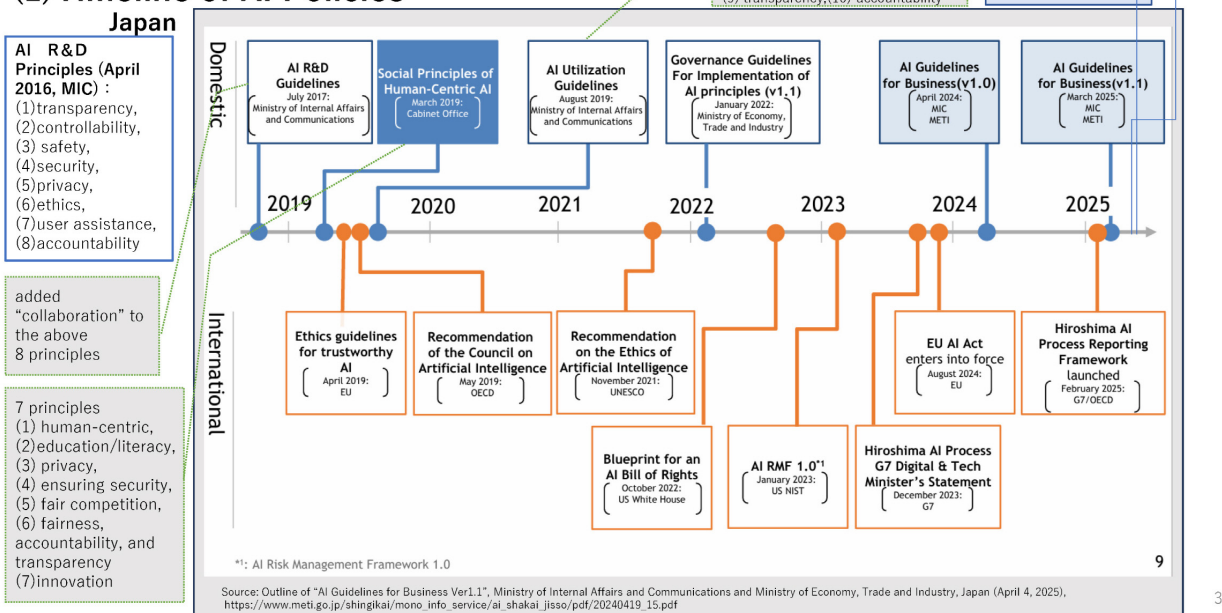 Japan
(9) transparency,(10) accountability
AI R&D
Principles (April
2016, MIC)：
(1)transparency,
(2)controllability,
(3) safety,
(4)security,
(5)privacy,
(6)ethics,
(7)user assistance,
(8)accountability
added
“collaboration” to
the above
8 principles
7 principles
(1) human-centric,
(2)education/literacy,
(3) privacy,
(4) ensuring security,
(5) fair competition,
(6) fairness,
accountability, and
transparency
(7)innovation
Domestic
AI R&D
Guidelines
July 2017:
Ministry of Internal Affairs
and Communications
Social Principles of
Human-Centric AI
March 2019:
Cabinet Office
AI Utilization
Guidelines
August 2019:
Ministry of Internal Affairs
and Communications
Governance Guidelines
For Implementation of
AI principles (v1.1)
January 2022:
Ministry of Economy,
Trade and Industry
AI Guidelines
for Business(v1.0)
April 2024:
MIC
METI
AI Guidelines
for Business(v1.1)
March 2025:
MIC
METI
2019
2020
2021
2022
2023
2024
2025
International
Ethics guidelines
for trustworthy
AI
April 2019:
EU
Recommendation
of the Council on
Artificial Intelligence
May 2019:
OECD
Recommendation
on the Ethics of
Artificial Intelligence
November 2021:
UNESCO
EU AI Act
enters into force
August 2024:
EU
Hiroshima AI
Process Reporting
Framework
launched
February 2025:
G7/OECD
Blueprint for an
AI Bill of Rights
October 2022:
US White House
AI RMF 1.0*1
January 2023:
US NIST
Hiroshima AI Process
G7 Digital & Tech
Minister’s Statement
December 2023:
G7
*1: AI Risk Management Framework 1.0
9
Source: Outline of “AI Guidelines for Business Ver1.1”, Ministry of Internal Affairs and Communications and Ministry of Economy, Trade and Industry, Japan (April 4, 2025),
https://www.meti.go.jp/shingikai/mono_info_service/ai_shakai_jisso/pdf/20240419_15.pdf
3